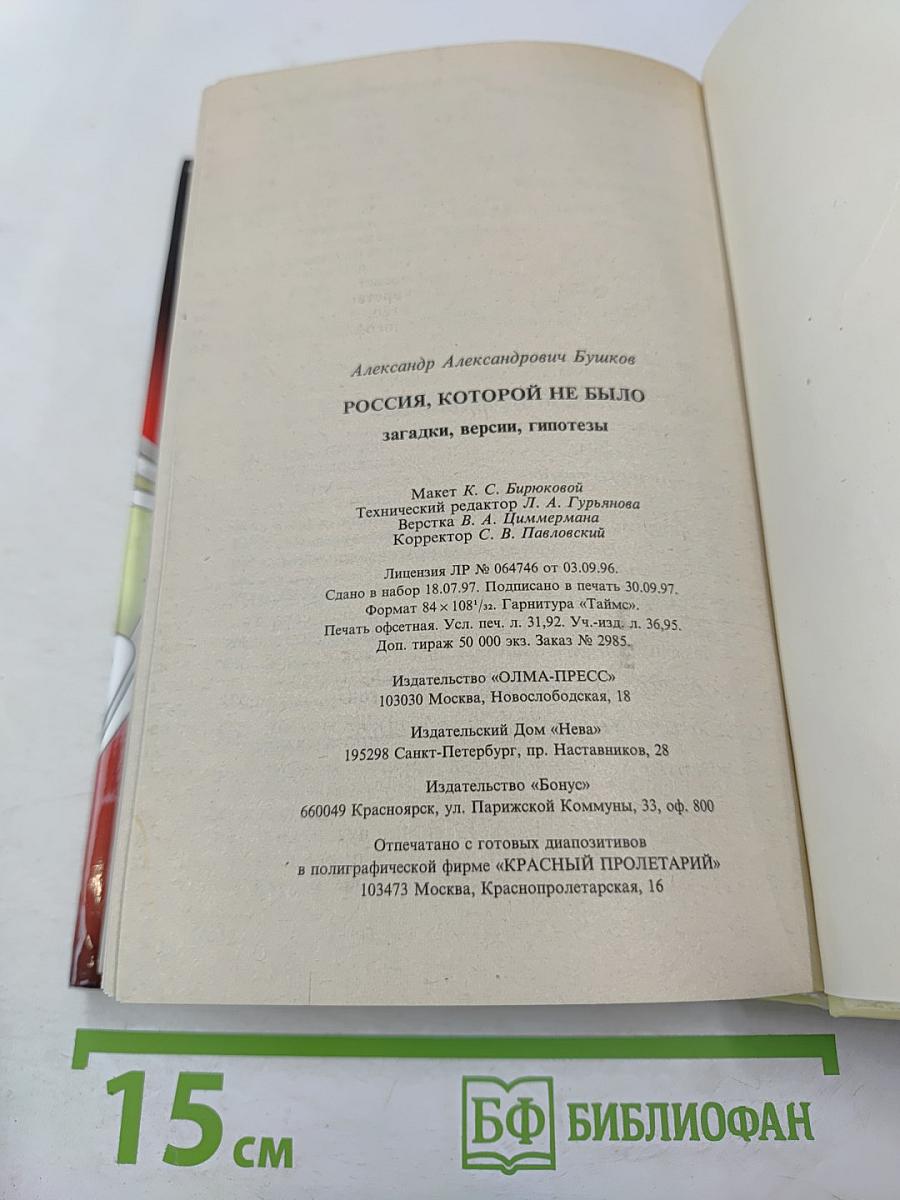 Александр Александрович Бушков
РОССИЯ, КОТОРОЙ НЕ БЫЛО
загадки, версии, гипотезы
Макет К. С. Бирюковой
Технический редактор Л. А. Гурьянова
Верстка В. А. Циммермана
Корректор С. В. Павловский
Лицензия ЛР № 064746 от 03.09.96.
Сдано в набор 18.07.97. Подписано в печать 30.09.97.
Формат 84 × 108¹/₃₂. Гарнитура «Таймс».
Печать офсетная. Усл. печ. л. 31,92. Уч.-изд. л. 36,95.
Доп. тираж 50 000 экз. Заказ № 2985.
Издательство «ОЛМА-ПРЕСС»
103030 Москва, Новослободская, 18
Издательский Дом «Нева»
195298 Санкт-Петербург, пр. Наставников, 28
Издательство «Бонус»
660049 Красноярск, ул. Парижской Коммуны, 33, оф. 800
Отпечатано с готовых диапозитивов
в полиграфической фирме «КРАСНЫЙ ПРОЛЕТАРИЙ»
103473 Москва, Краснопролетарская, 16
15 см
БФ БИБЛИОФАН